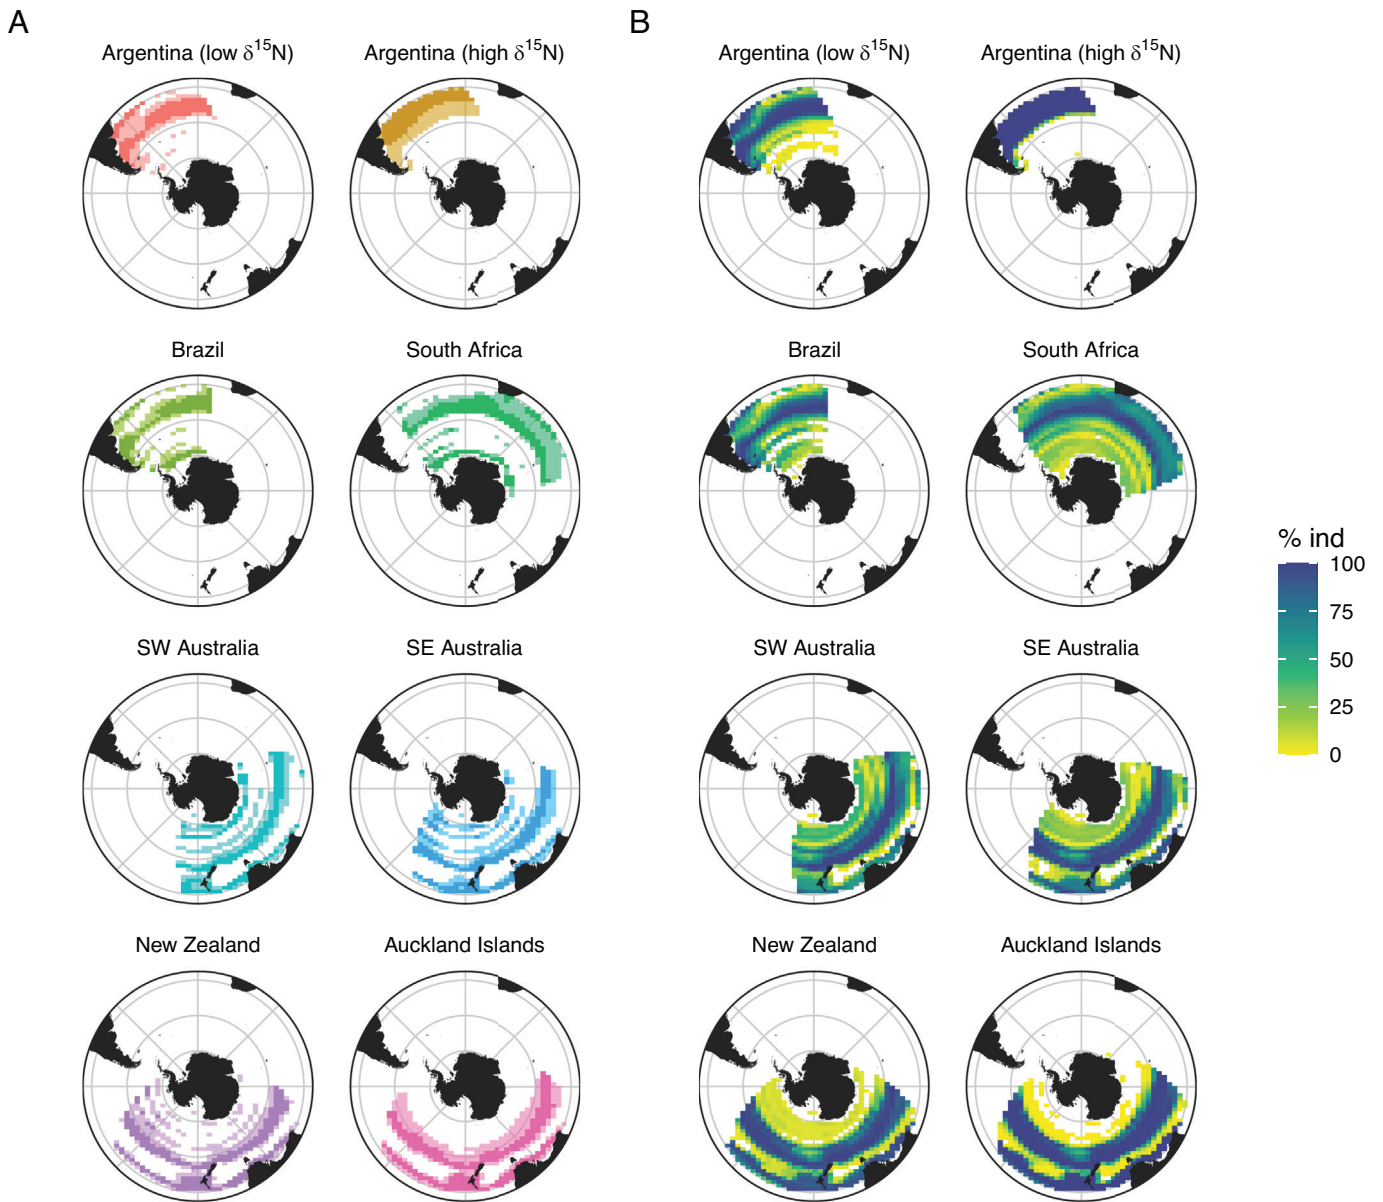 A
B
Argentina (low δ¹⁵N)
Argentina (high δ¹⁵N)
Argentina (low δ¹⁵N)
Argentina (high δ¹⁵N)
Brazil
South Africa
Brazil
South Africa
% ind
100
75
50
25
0
SW Australia
SE Australia
SW Australia
SE Australia
New Zealand
Auckland Islands
New Zealand
Auckland Islands